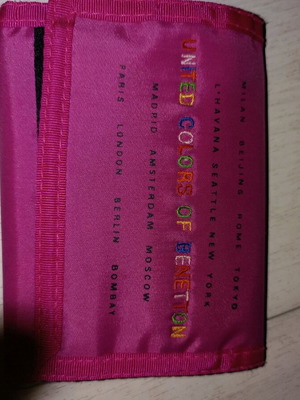 MILAN BEIJING ROME TOKYO
L'HAVANA SEATTLE NEW YORK
UNITED COLORS OF BENETTON
MADRID AMSTERDAM MOSCOW
PARIS LONDON BERLIN BOMBAY